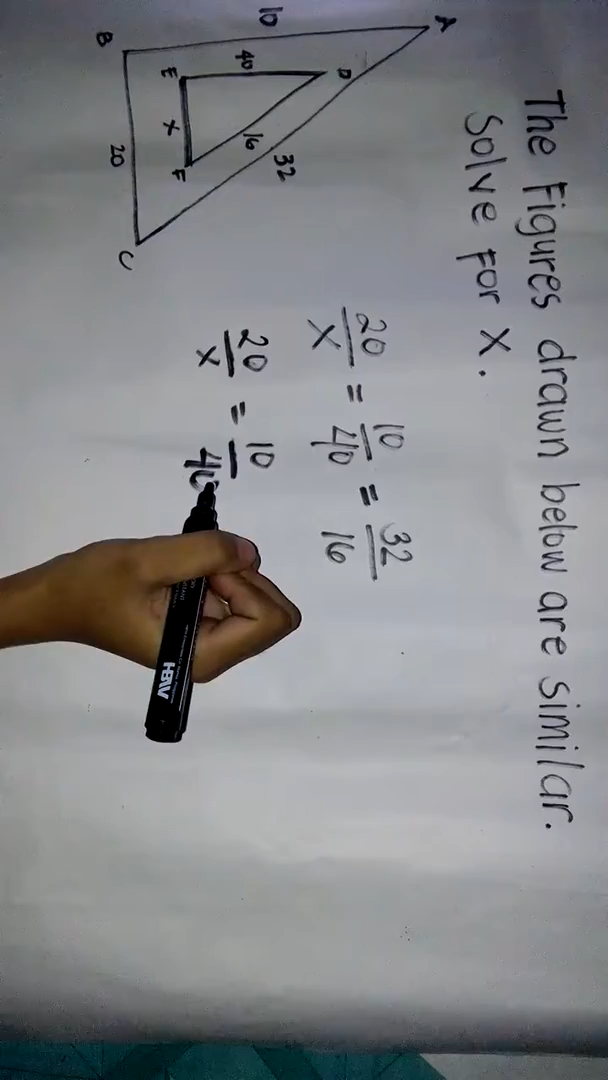 The Figures drawn below are similar.
Solve for x.
A
10
40
D
16
32
B
E
x
F
20
C
20/x = 10/40 = 32/16
20/x = 10/40
HBW